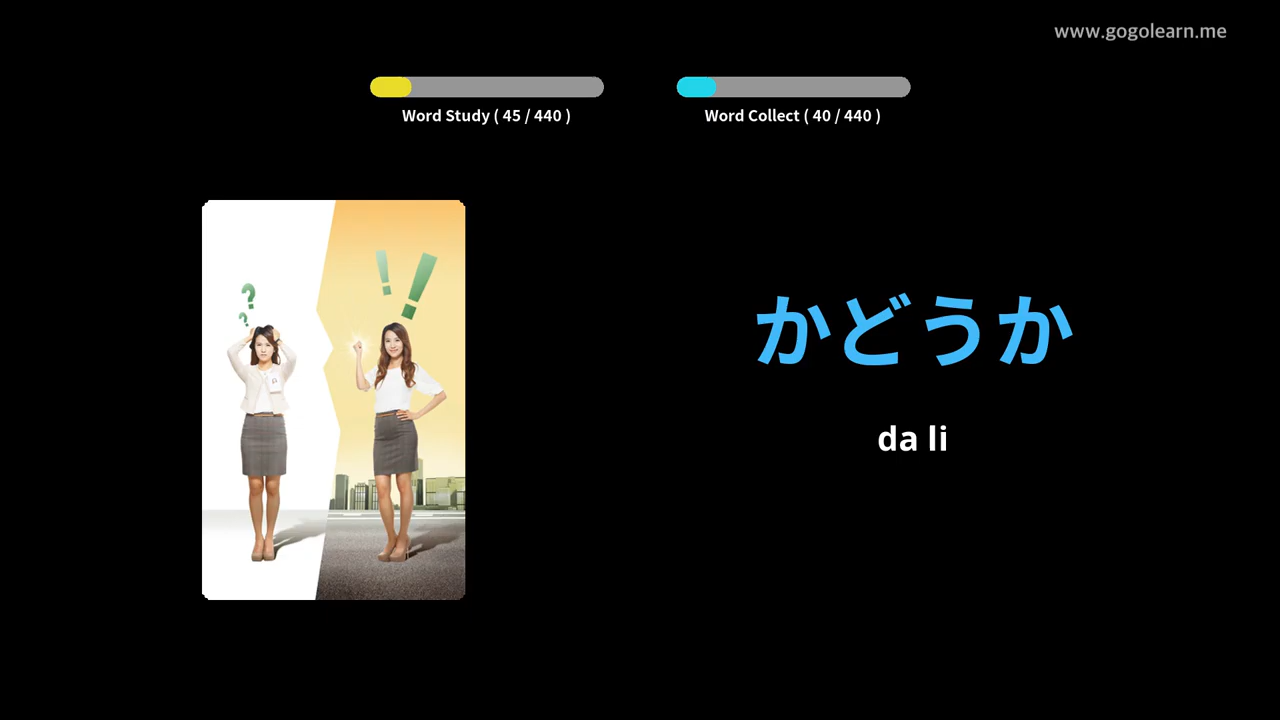 www.gogolearn.me
Word Study ( 45 / 440 )
Word Collect ( 40 / 440 )
? ?
! !
かどうか
da li